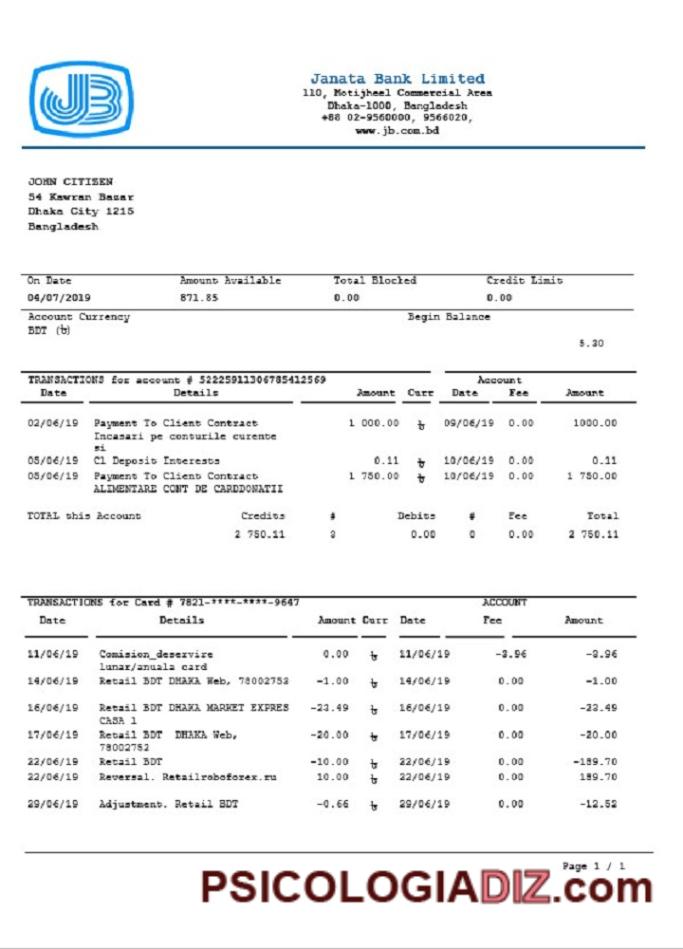 JB
Janata Bank Limited
110, Motijheel Commercial Area
Dhaka-1000, Bangladesh
+88 02-9560000, 9566020,
www.jb.com.bd
JOHN CITIZEN
54 Kawran Bazar
Dhaka City 1215
Bangladesh
On Date Amount Available Total Blocked Credit Limit
04/07/2019 871.85 0.00 0.00
Account Currency Begin Balance
BDT (৳)
5.20
TRANSACTIONS for account # 52225911306785412569 Account
Date Details Amount Curr Date Fee Amount
02/06/19 Payment To Client Contract 1 000.00 ৳ 09/06/19 0.00 1000.00
Incasari pe conturile curente
si
05/06/19 Cl Deposit Interests 0.11 ৳ 10/06/19 0.00 0.11
05/06/19 Payment To Client Contract 1 750.00 ৳ 10/06/19 0.00 1 750.00
ALIMENTARE CONT DE CARDDONATII
TOTAL this Account Credits # Debits # Fee Total
2 750.11 3 0.00 0 0.00 2 750.11
TRANSACTIONS for Card # 7821-****-****-9647 ACCOUNT
Date Details Amount Curr Date Fee Amount
11/06/19 Comision_deservire 0.00 ৳ 11/06/19 -3.96 -3.96
lunar/anuala card
14/06/19 Retail BDT DHAKA Web, 78002752 -1.00 ৳ 14/06/19 0.00 -1.00
16/06/19 Retail BDT DHAKA MARKET EXPRES -23.49 ৳ 16/06/19 0.00 -23.49
CASA 1
17/06/19 Retail BDT DHAKA Web, -20.00 ৳ 17/06/19 0.00 -20.00
78002752
22/06/19 Retail BDT -10.00 ৳ 22/06/19 0.00 -189.70
22/06/19 Reversal. Retailroboforex.ru 10.00 ৳ 22/06/19 0.00 189.70
29/06/19 Adjustment. Retail BDT -0.66 ৳ 29/06/19 0.00 -12.52
Page 1 / 1
PSICOLOGIADIZ.com